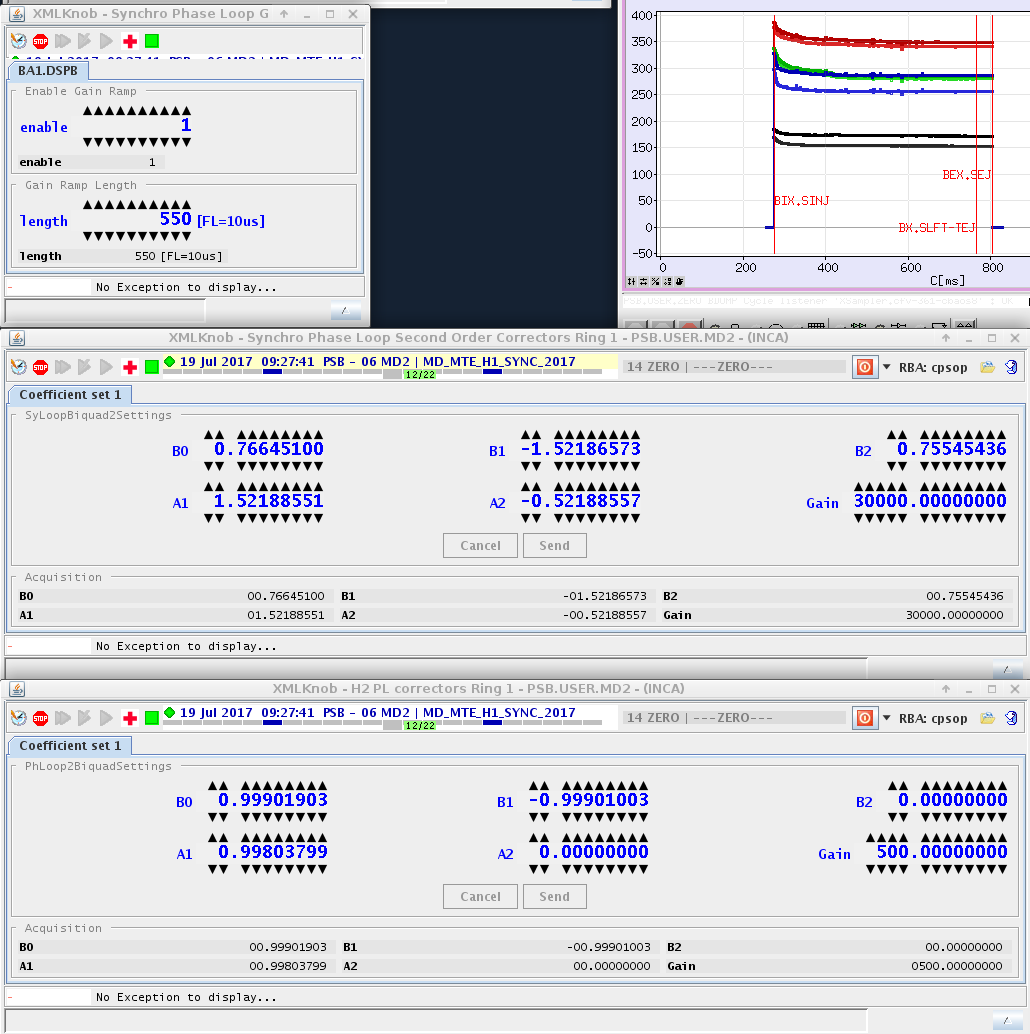 XMLKnob - Synchro Phase Loop G
STOP
BA1.DSPB
Enable Gain Ramp
enable 1
enable 1
Gain Ramp Length
length 550 [FL=10us]
length 550 [FL=10us]
- No Exception to display...
400
350
300
250
200
150
100
50
0
-50
BEX.SEJ
BIX.SINJ
BX.SLFT-TEJ
0 200 400 600 800
C[ms]
XMLKnob - Synchro Phase Loop Second Order Correctors Ring 1 - PSB.USER.MD2 - (INCA)
STOP 19 Jul 2017 09:27:41 PSB - 06 MD2 | MD_MTE_H1_SYNC_2017 14 ZERO | ---ZERO--- RBA: cpsop
12/22
Coefficient set 1
SyLoopBiquad2Settings
B0 0.76645100 B1 -1.52186573 B2 0.75545436
A1 1.52188551 A2 -0.52188557 Gain 30000.00000000
Cancel Send
Acquisition
B0 00.76645100 B1 -01.52186573 B2 00.75545436
A1 01.52188551 A2 -00.52188557 Gain 30000.00000000
- No Exception to display...
XMLKnob - H2 PL correctors Ring 1 - PSB.USER.MD2 - (INCA)
STOP 19 Jul 2017 09:27:41 PSB - 06 MD2 | MD_MTE_H1_SYNC_2017 14 ZERO | ---ZERO--- RBA: cpsop
12/22
Coefficient set 1
PhLoop2BiquadSettings
B0 0.99901903 B1 -0.99901003 B2 0.00000000
A1 0.99803799 A2 0.00000000 Gain 500.00000000
Cancel Send
Acquisition
B0 00.99901903 B1 -00.99901003 B2 00.00000000
A1 00.99803799 A2 00.00000000 Gain 0500.00000000
- No Exception to display...